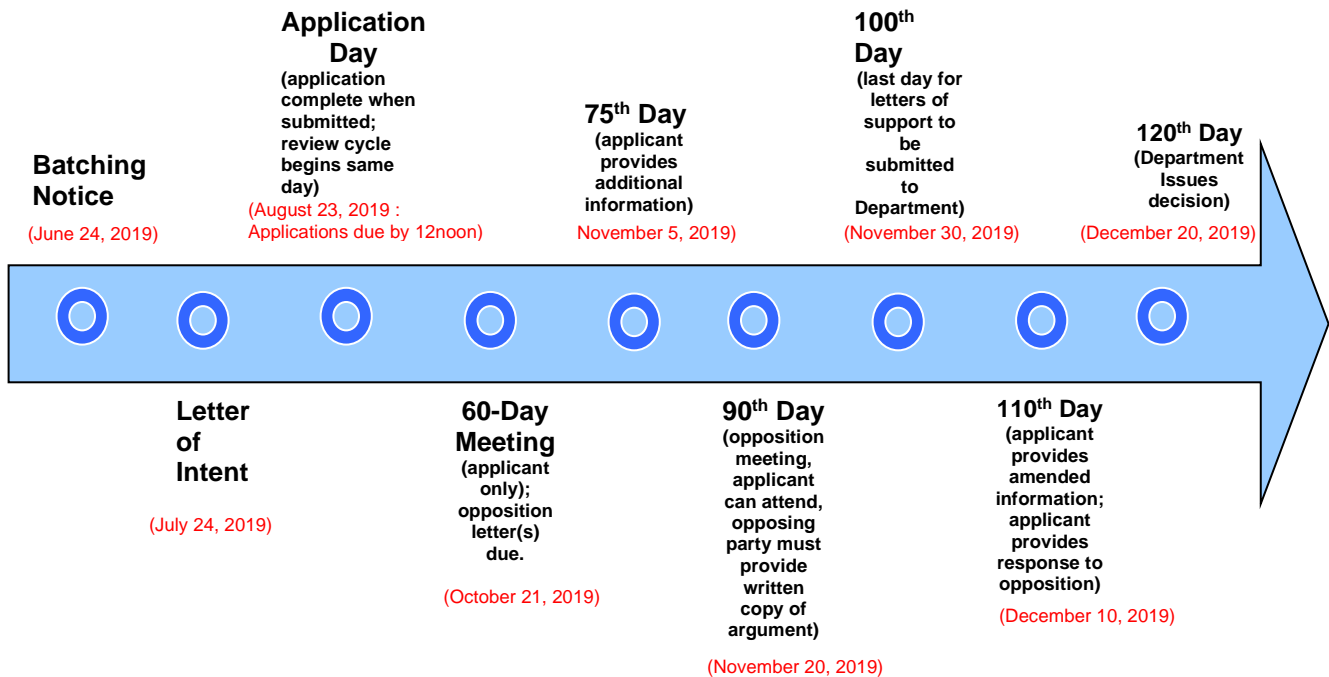 Batching
Notice
(June 24, 2019)
Letter
of
Intent
(July 24, 2019)
Application
Day
(application
complete when
submitted;
review cycle
begins same
day)
(August 23, 2019 :
Applications due by 12noon)
60-Day
Meeting
(applicant
only);
opposition
letter(s)
due.
(October 21, 2019)
75th Day
(applicant
provides
additional
information)
November 5, 2019)
90th Day
(opposition
meeting,
applicant
can attend,
opposing
party must
provide
written
copy of
argument)
(November 20, 2019)
100th
Day
(last day for
letters of
support to
be
submitted
to
Department)
(November 30, 2019)
110th Day
(applicant
provides
amended
information;
applicant
provides
response to
opposition)
(December 10, 2019)
120th Day
(Department
Issues
decision)
(December 20, 2019)